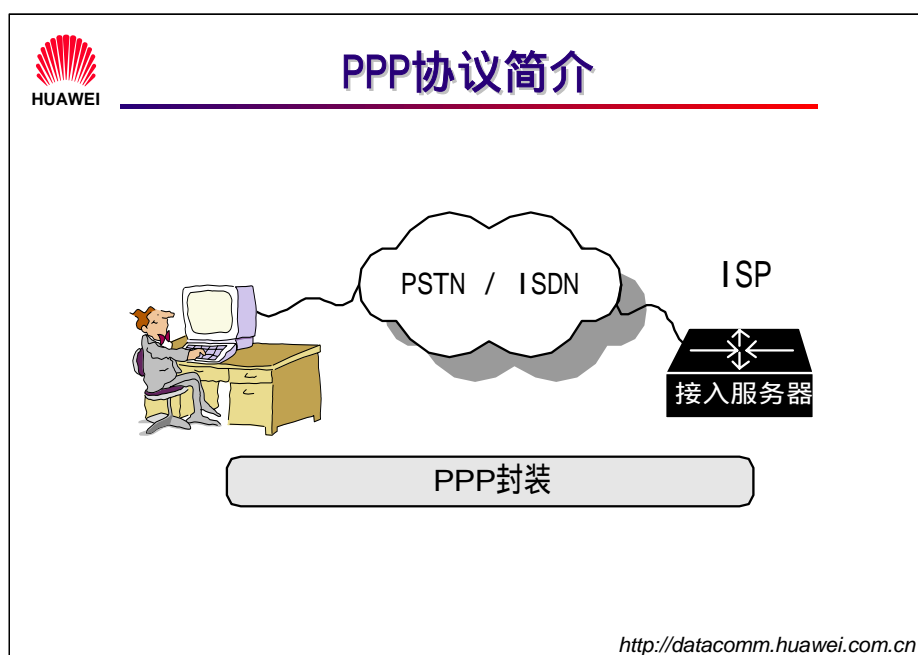 PPP协议简介
HUAWEI
PSTN / ISDN
ISP
接入服务器
PPP封装
http://datacomm.huawei.com.cn